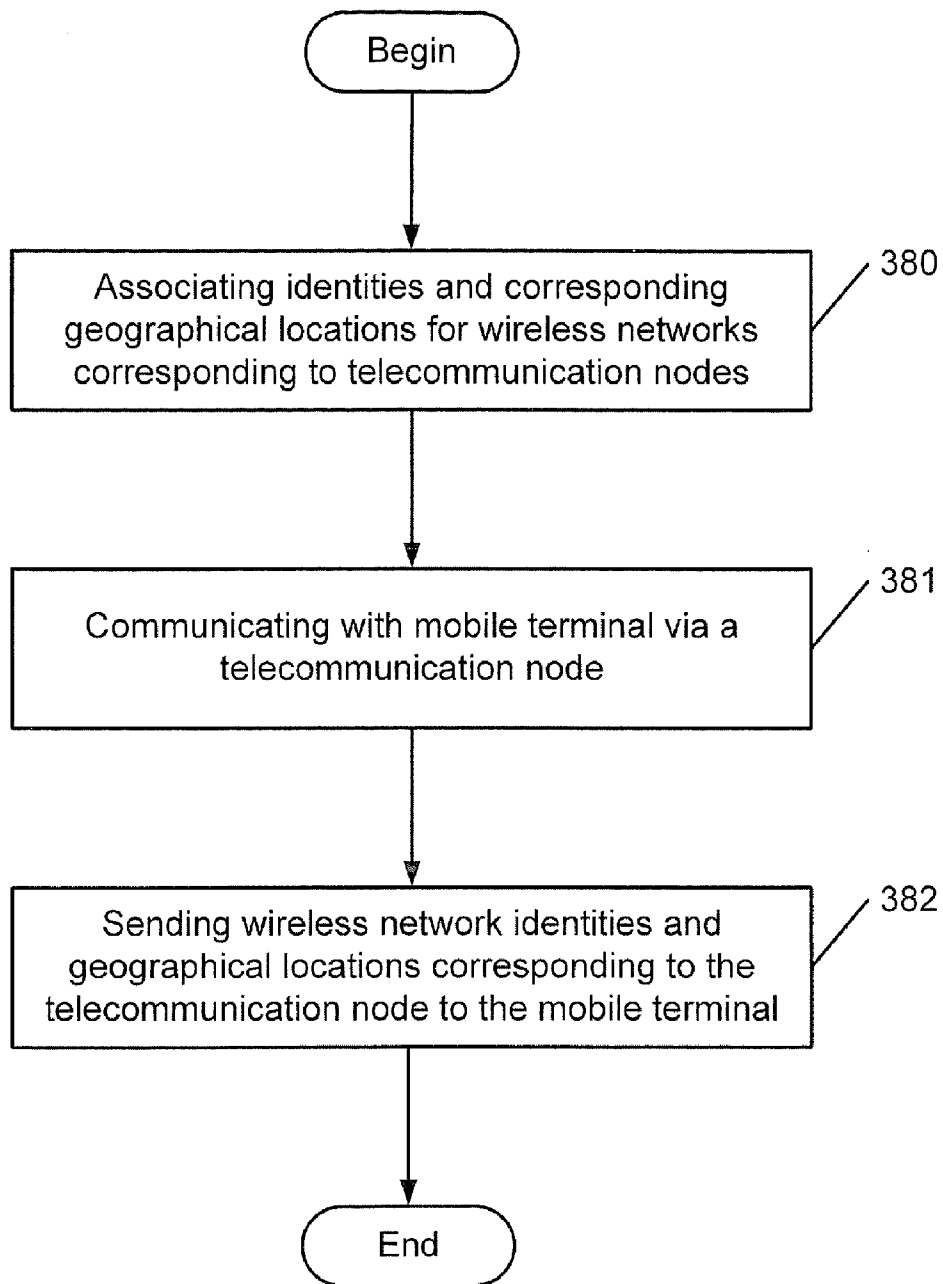 Begin
Associating identities and corresponding
geographical locations for wireless networks
corresponding to telecommunication nodes
380
Communicating with mobile terminal via a
telecommunication node
381
Sending wireless network identities and
geographical locations corresponding to the
telecommunication node to the mobile terminal
382
End